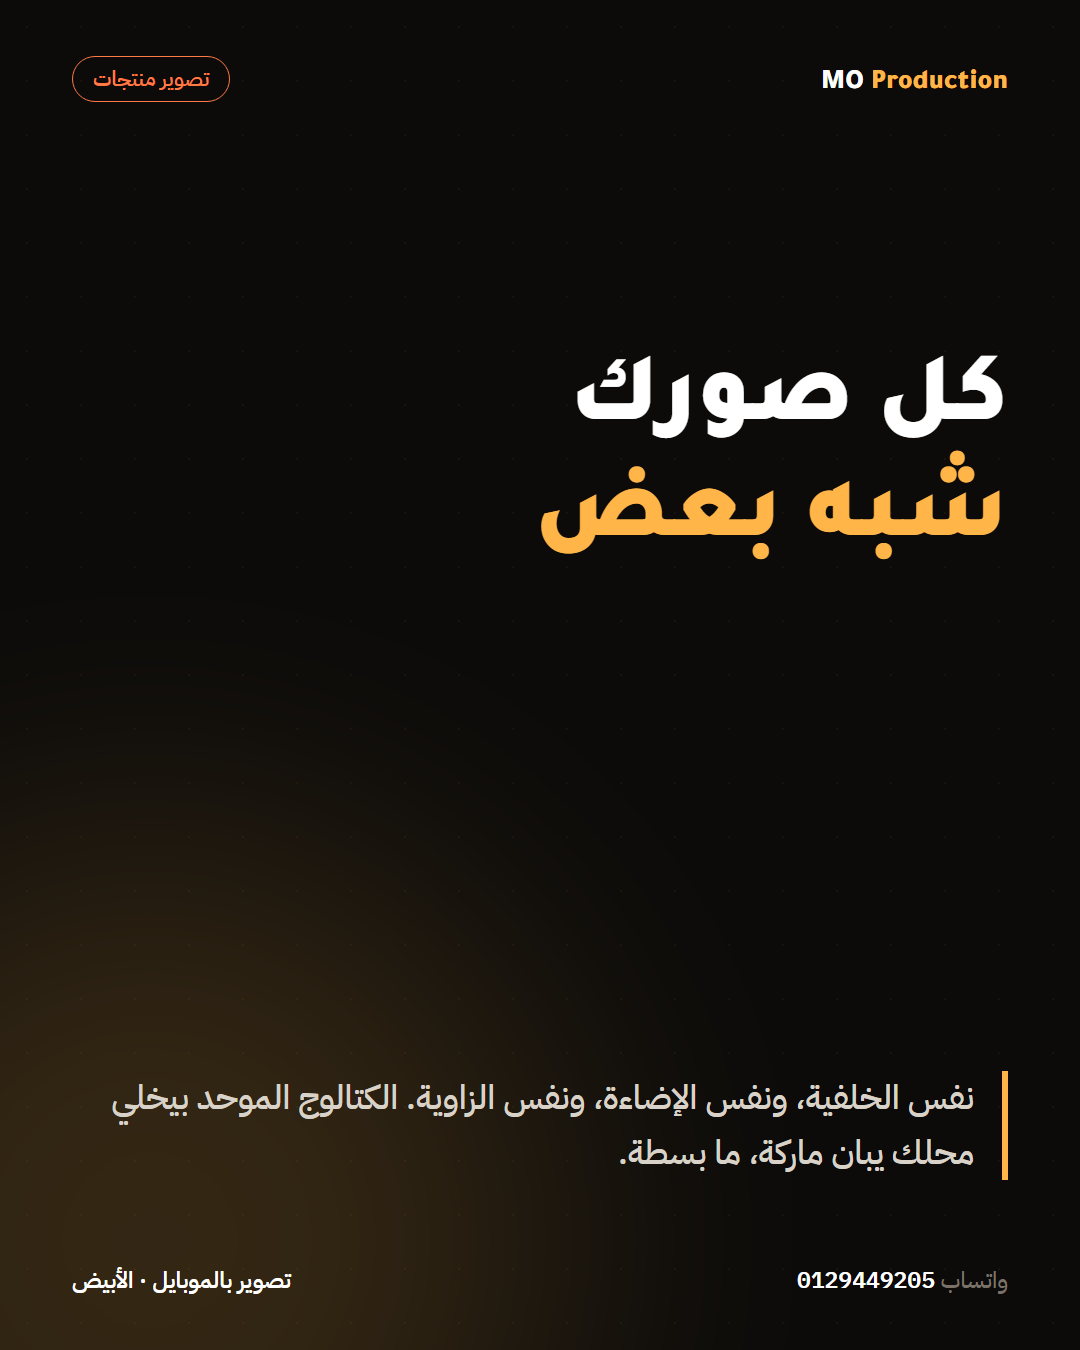 MO Production
تصوير منتجات
كل صورك
شبه بعض
نفس الخلفية، ونفس الإضاءة، ونفس الزاوية. الكتالوج الموحد بيخلي
محلك يبان ماركة، ما بسطة.
واتساب 0129449205
تصوير بالموبايل · الأبيض